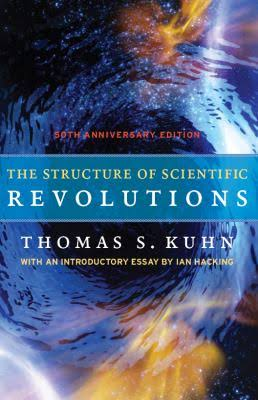 50TH ANNIVERSARY EDITION
THE STRUCTURE OF SCIENTIFIC
REVOLUTIONS
THOMAS S. KUHN
WITH AN INTRODUCTORY ESSAY BY IAN HACKING